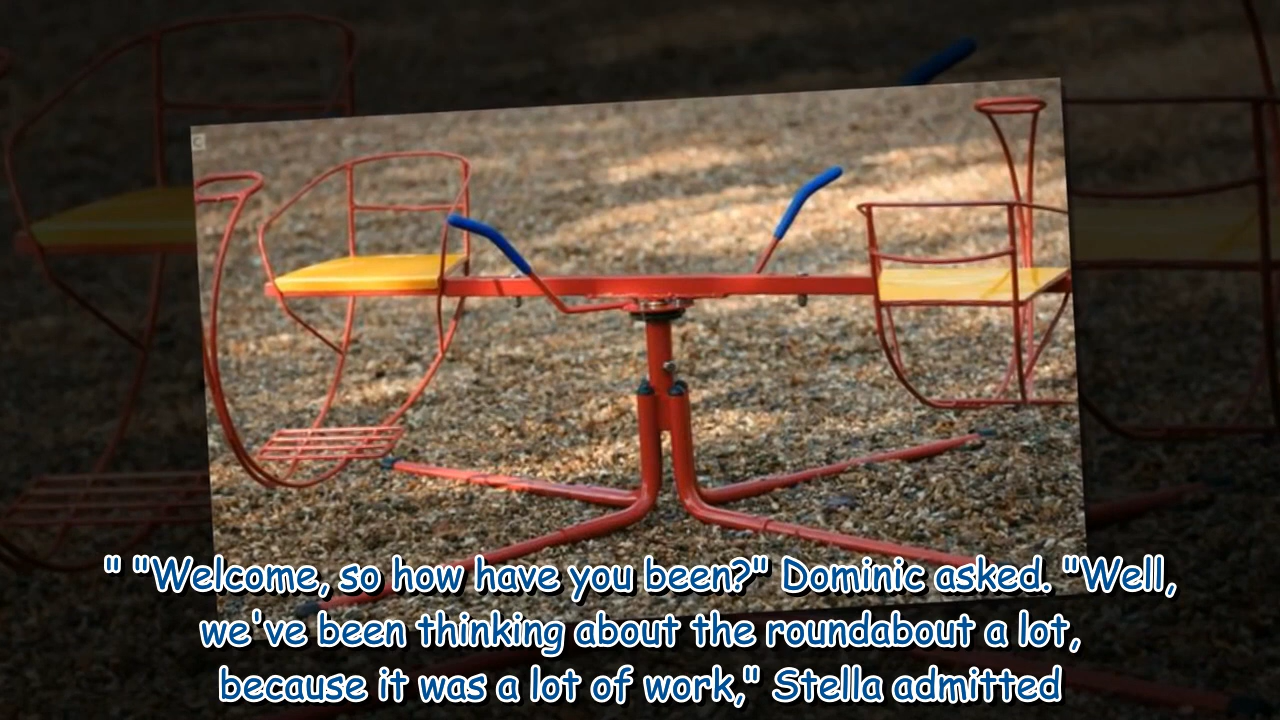 " "Welcome, so how have you been?" Dominic asked. "Well,
we've been thinking about the roundabout a lot,
because it was a lot of work," Stella admitted